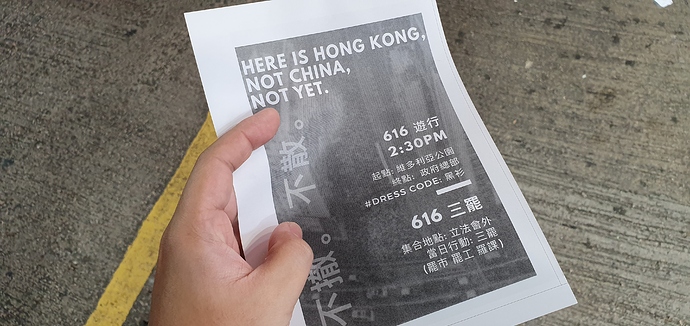 HERE IS HONG KONG,
NOT CHINA,
NOT YET.
不撤。不散。
616 遊行
2:30PM
起點: 維多利亞公園
終點: 政府總部
#DRESS CODE: 黑衫
616 三罷
集合地點: 立法會外
當日行動: 三罷
(罷市 罷工 羅課)